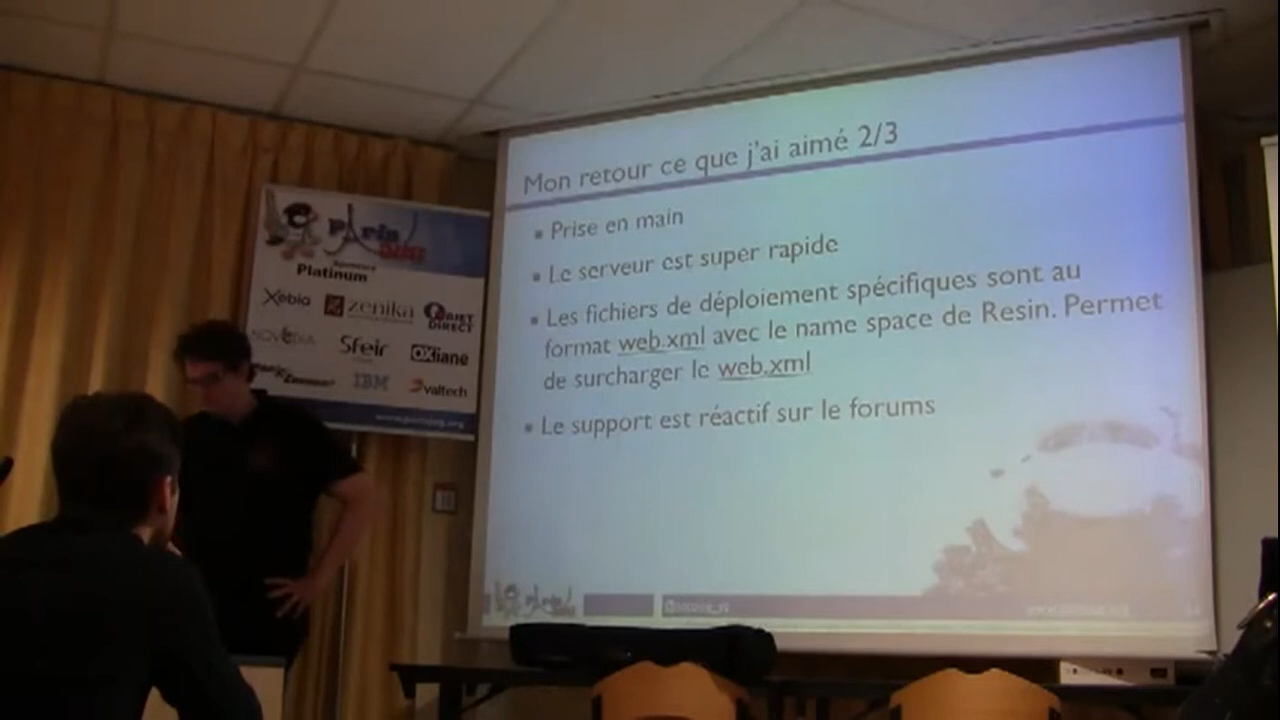 Mon retour ce que j'ai aimé 2/3
Prise en main
Le serveur est super rapide
Les fichiers de déploiement spécifiques sont au
format web.xml avec le name space de Resin. Permet
de surcharger le web.xml
Le support est réactif sur le forums
Paris
Platinum
Xebia zenika OBJET DIRECT
Sfeir OXiane
IBM valtech